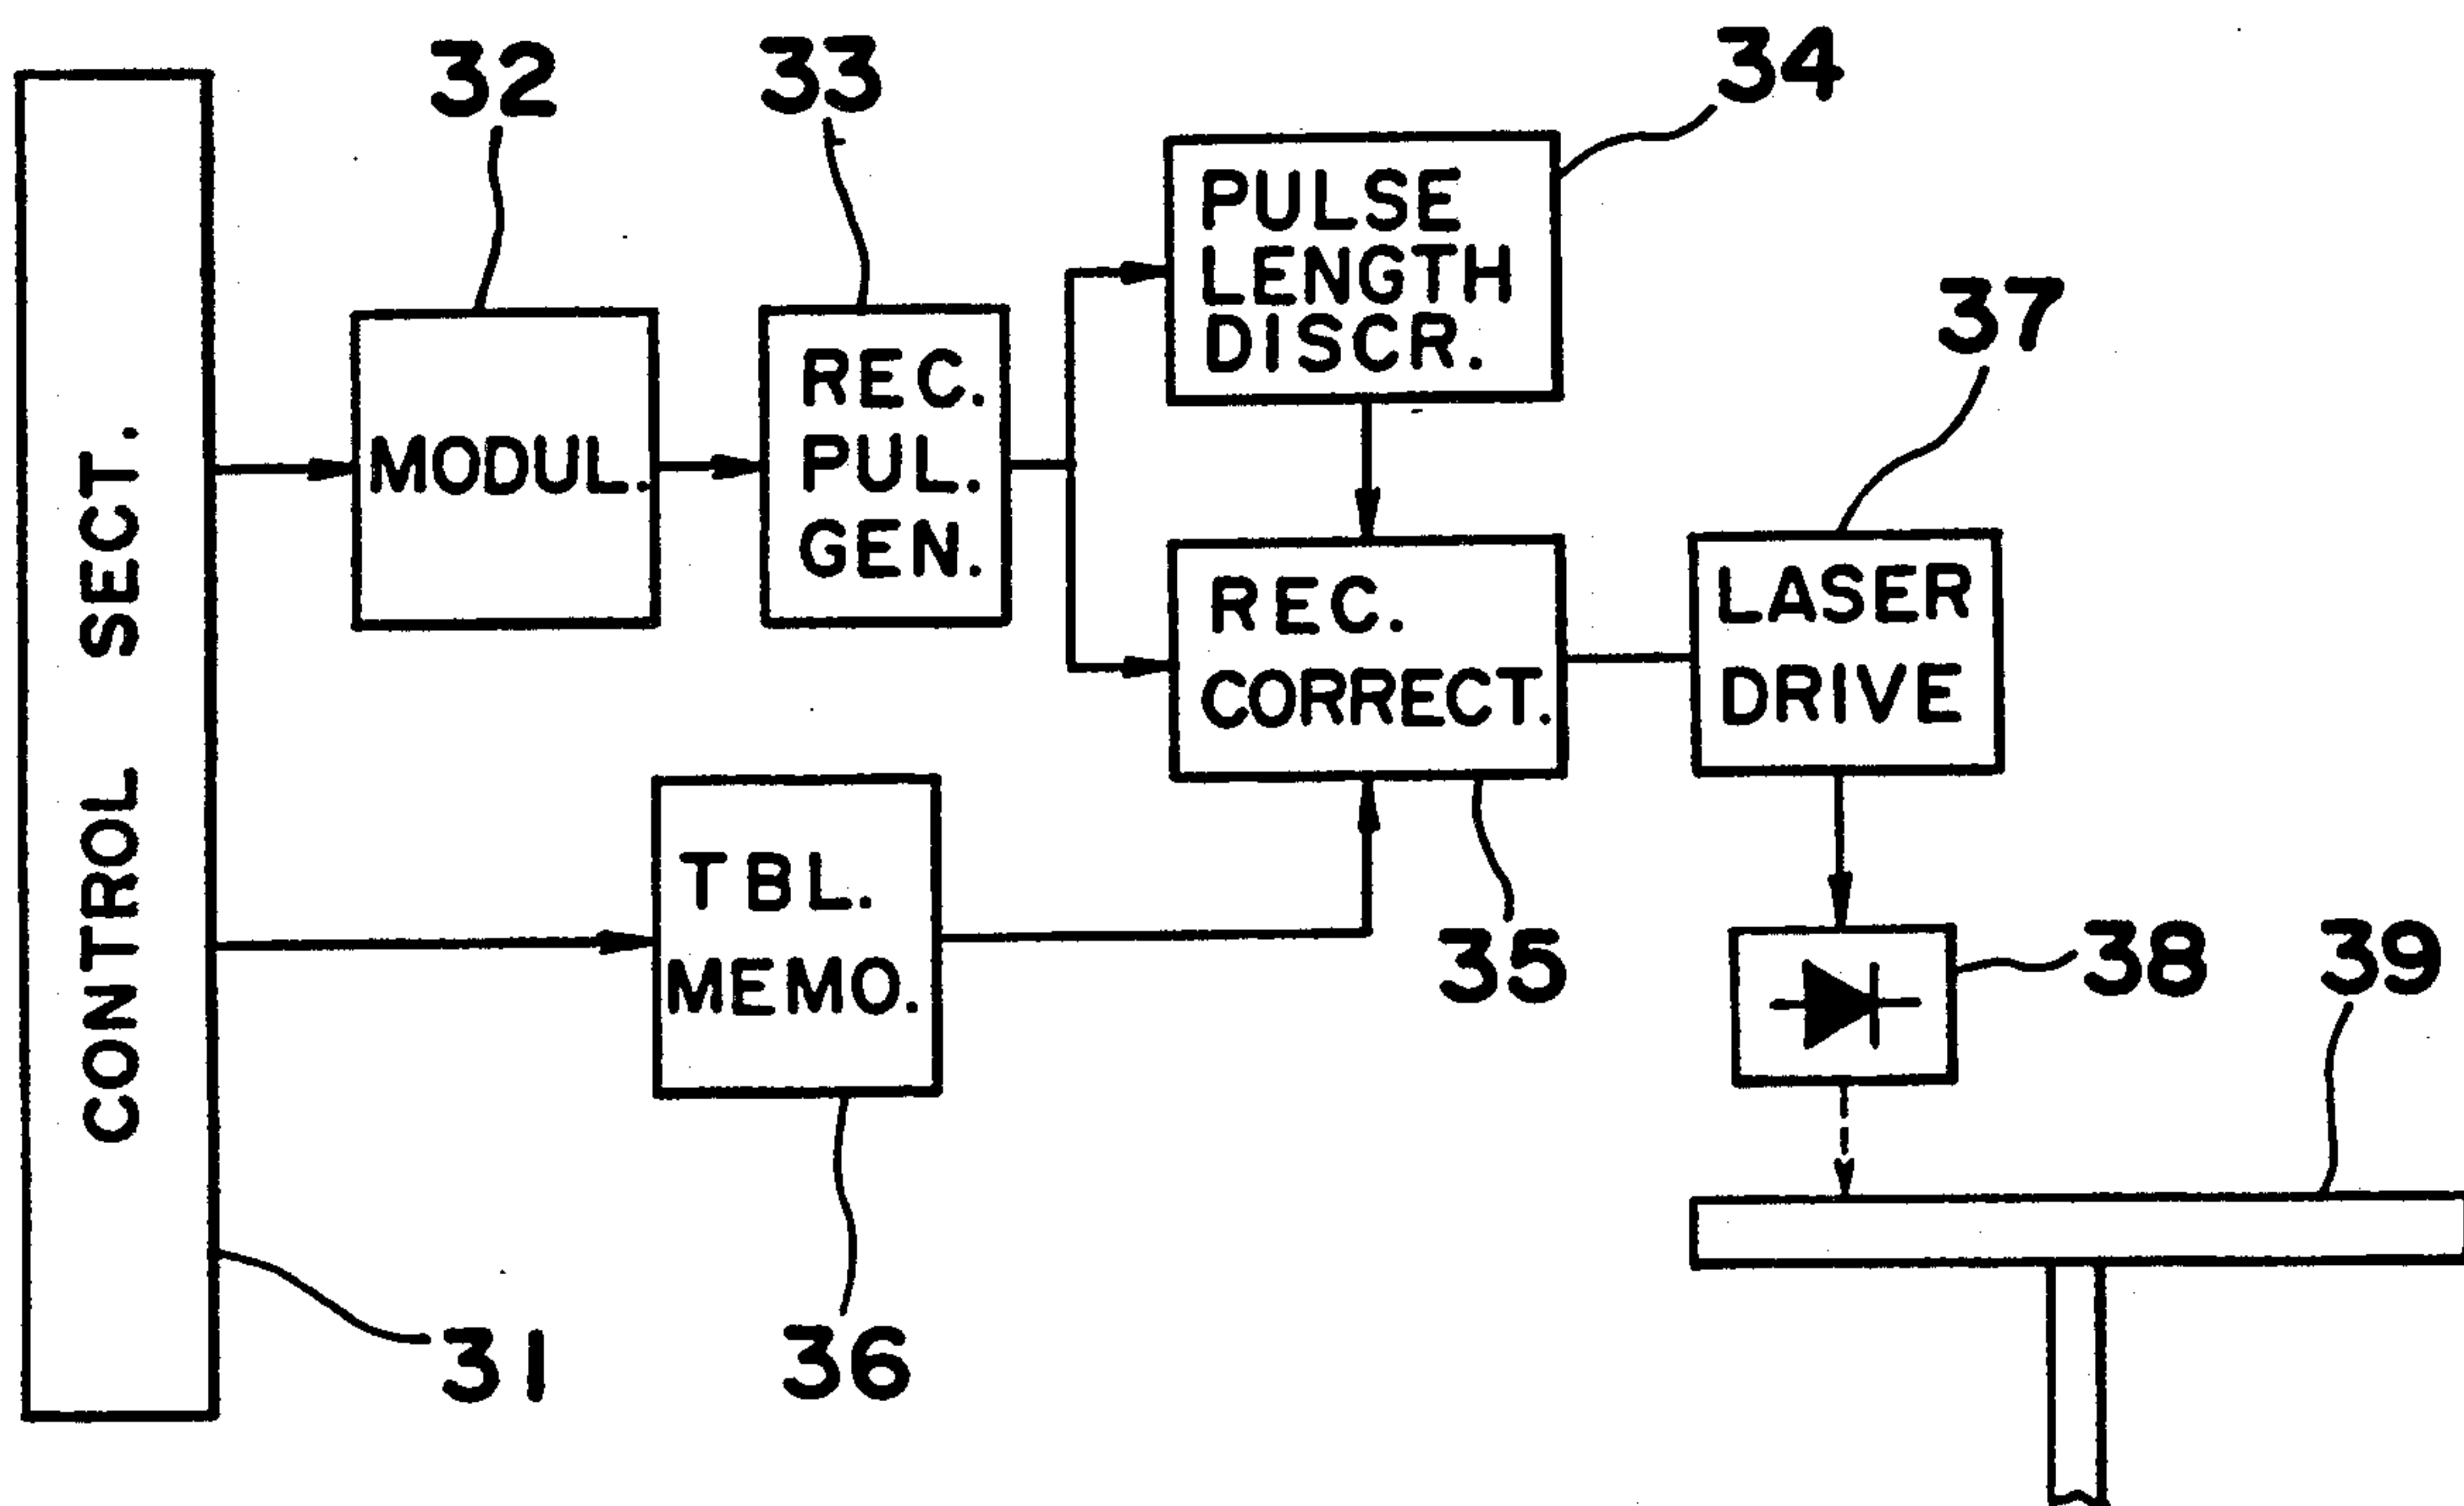 32
33
34
PULSE
LENGTH
DISCR.
37
MODUL.
REC.
PUL.
GEN.
REC.
CORRECT.
LASER
DRIVE
CONTROL SECT.
TBL.
MEMO.
35
38
39
31
36